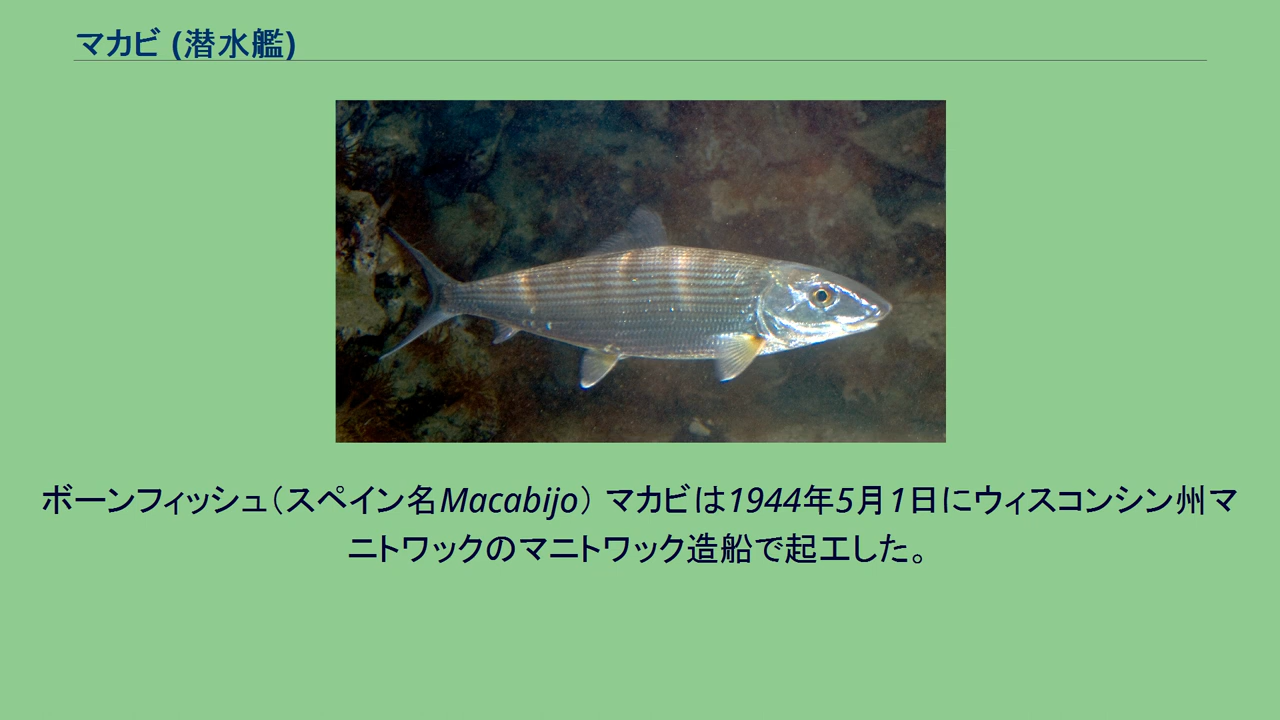 マカビ (潜水艦)
ボーンフィッシュ（スペイン名Macabijo） マカビは1944年5月1日にウィスコンシン州マ
ニトワックのマニトワック造船で起工した。